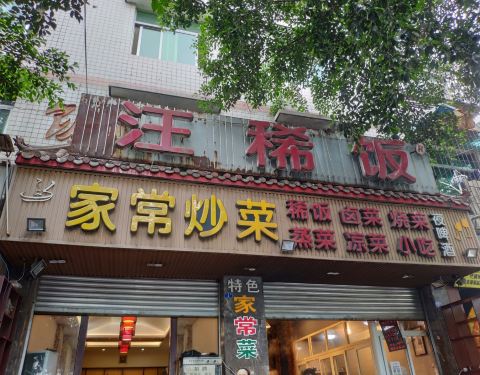 汪稀饭
家常炒菜
稀饭 卤菜 烧菜
蒸菜 凉菜 小吃
夜啤酒
特色
家常菜